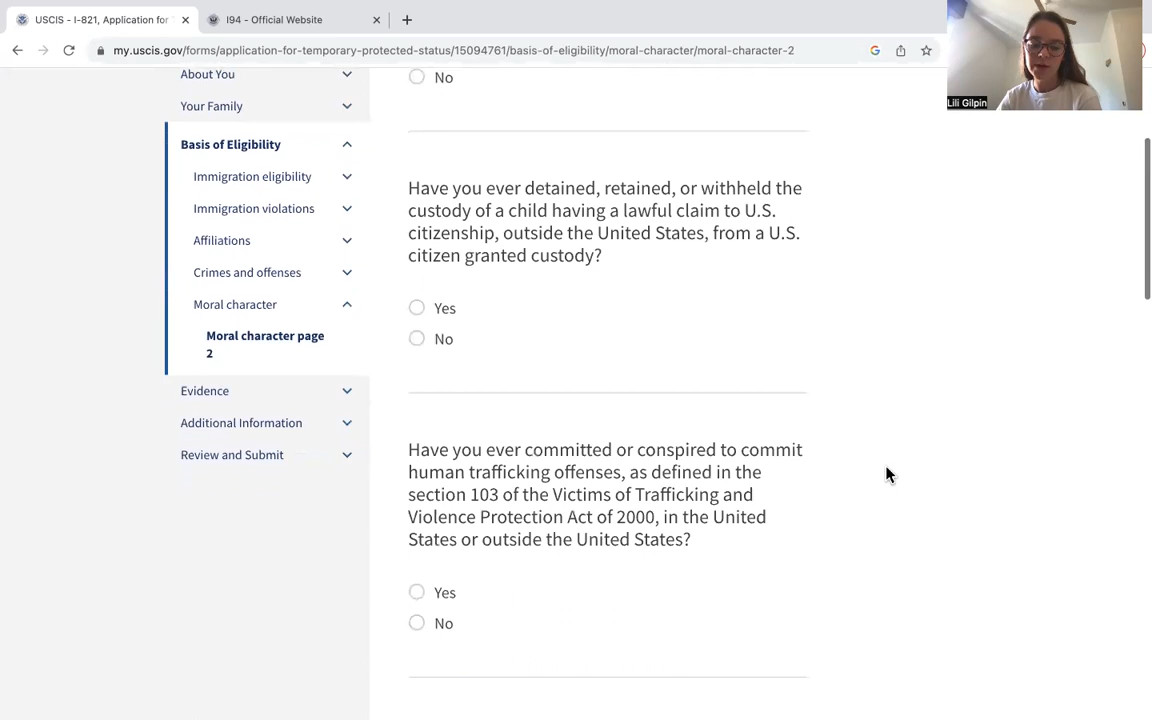 USCIS - I-821, Application for
I94 - Official Website
my.uscis.gov/forms/application-for-temporary-protected-status/15094761/basis-of-eligibility/moral-character/moral-character-2
Lili Gilpin
About You
Your Family
Basis of Eligibility
Immigration eligibility
Immigration violations
Affiliations
Crimes and offenses
Moral character
Moral character page
2
Evidence
Additional Information
Review and Submit
No
Have you ever detained, retained, or withheld the
custody of a child having a lawful claim to U.S.
citizenship, outside the United States, from a U.S.
citizen granted custody?
Yes
No
Have you ever committed or conspired to commit
human trafficking offenses, as defined in the
section 103 of the Victims of Trafficking and
Violence Protection Act of 2000, in the United
States or outside the United States?
Yes
No